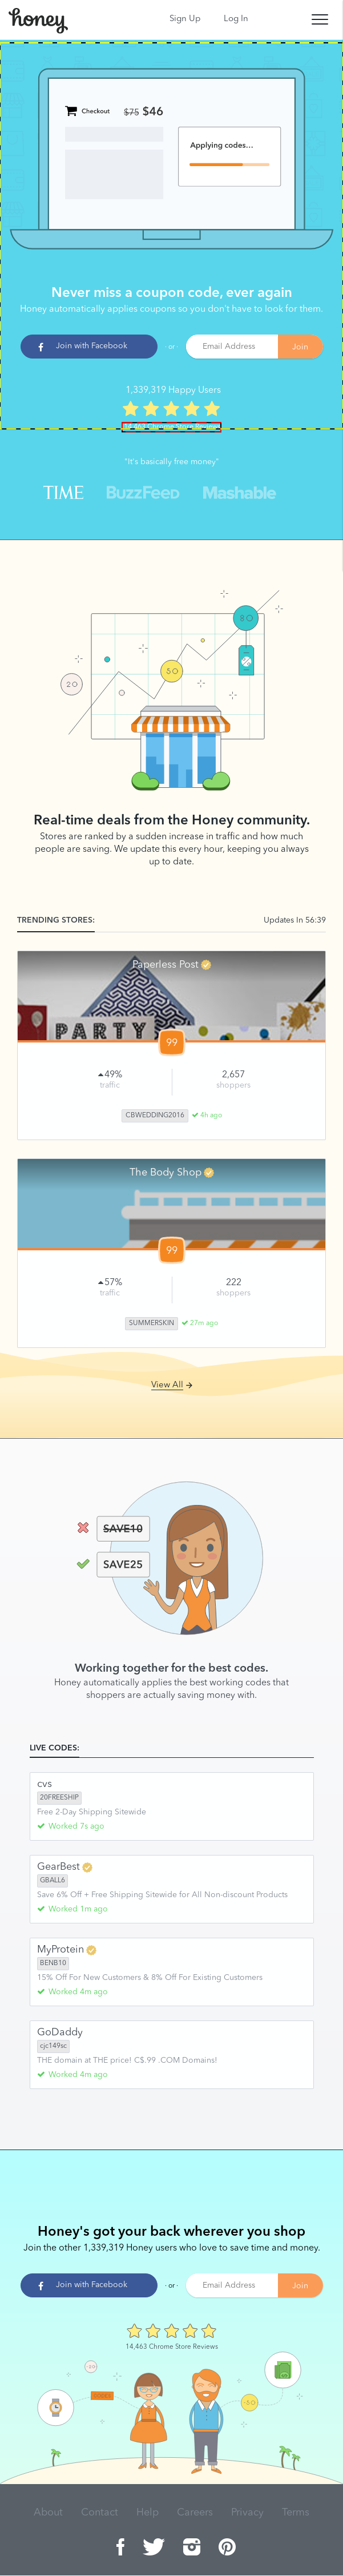 honey
Sign Up Log In
Checkout $75 $46
Applying codes...
Never miss a coupon code, ever again
Honey automatically applies coupons so you don't have to look for them.
Join with Facebook - or - Email Address Join
1,339,319 Happy Users
14,463 Chrome Store Reviews
"It's basically free money"
TIME BuzzFeed Mashable
80
50
20
Real-time deals from the Honey community.
Stores are ranked by a sudden increase in traffic and how much
people are saving. We update this every hour, keeping you always
up to date.
TRENDING STORES: Updates In 56:39
Paperless Post
PARTY
99
49% 2,657
traffic shoppers
CBWEDDING2016 4h ago
The Body Shop
99
57% 222
traffic shoppers
SUMMERSKIN 27m ago
View All
SAVE10
SAVE25
Working together for the best codes.
Honey automatically applies the best working codes that
shoppers are actually saving money with.
LIVE CODES:
cvs
20FREESHIP
Free 2-Day Shipping Sitewide
Worked 7s ago
GearBest
GBALL6
Save 6% Off + Free Shipping Sitewide for All Non-discount Products
Worked 1m ago
MyProtein
BENB10
15% Off For New Customers & 8% Off For Existing Customers
Worked 4m ago
GoDaddy
cjc149sc
THE domain at THE price! C$.99 .COM Domains!
Worked 4m ago
Honey's got your back wherever you shop
Join the other 1,339,319 Honey users who love to save time and money.
Join with Facebook - or - Email Address Join
14,463 Chrome Store Reviews
About Contact Help Careers Privacy Terms